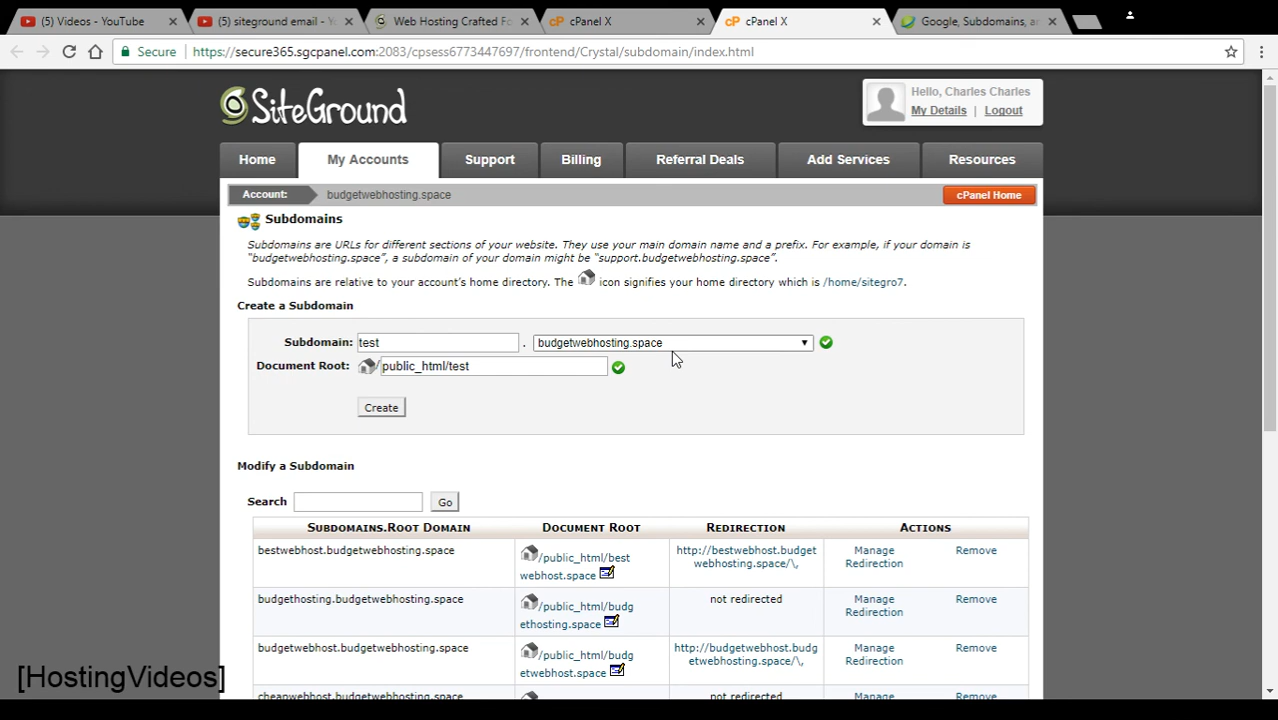 (5) Videos - YouTube
(5) siteground email - Y
Web Hosting Crafted Fo
cPanel X
cPanel X
Google, Subdomains, a
Secure https://secure365.sgcpanel.com:2083/cpsess6773447697/frontend/Crystal/subdomain/index.html
SiteGround
Hello, Charles Charles
My Details | Logout
Home
My Accounts
Support
Billing
Referral Deals
Add Services
Resources
Account: budgetwebhosting.space
cPanel Home
Subdomains
Subdomains are URLs for different sections of your website. They use your main domain name and a prefix. For example, if your domain is
"budgetwebhosting.space", a subdomain of your domain might be "support.budgetwebhosting.space".
Subdomains are relative to your account's home directory. The icon signifies your home directory which is /home/sitegro7.
Create a Subdomain
Subdomain: test . budgetwebhosting.space
Document Root: / public_html/test
Create
Modify a Subdomain
Search Go
SUBDOMAINS.ROOT DOMAIN DOCUMENT ROOT REDIRECTION ACTIONS
bestwebhost.budgetwebhosting.space /public_html/best http://bestwebhost.budget Manage Remove
webhost.space webhosting.space/\, Redirection
budgethosting.budgetwebhosting.space /public_html/budg not redirected Manage Remove
ethosting.space Redirection
budgetwebhost.budgetwebhosting.space /public_html/budg http://budgetwebhost.budg Manage Remove
etwebhost.space etwebhosting.space/\, Redirection
cheapwebhost.budgetwebhosting.space not redirected Manage Remove
[HostingVideos]